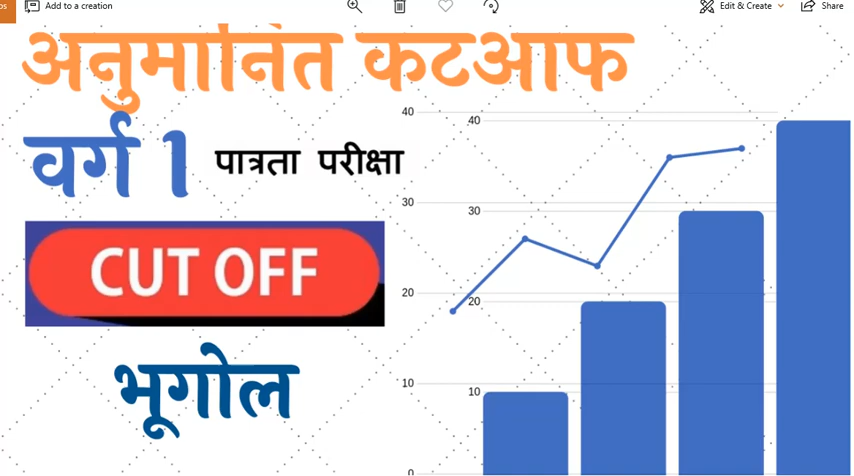 Add to a creation
Edit & Create
Share
अनुमानित कटआफ
वर्ग 1 पात्रता परीक्षा
CUT OFF
भूगोल
40
40
30
30
20
20
10
10
0